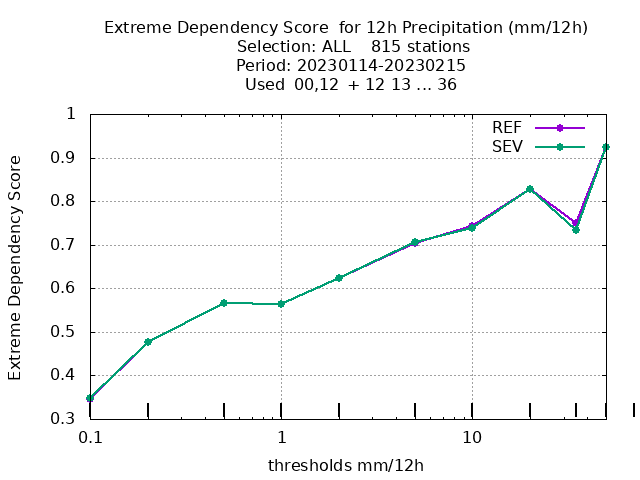 Extreme Dependency Score  for 12h Precipitation (mm/12h)
Selection: ALL    815 stations
Period: 20230114-20230215
Used  00,12  + 12 13 ... 36
REF
SEV
Extreme Dependency Score
1
0.9
0.8
0.7
0.6
0.5
0.4
0.3
0.1
1
10
thresholds mm/12h